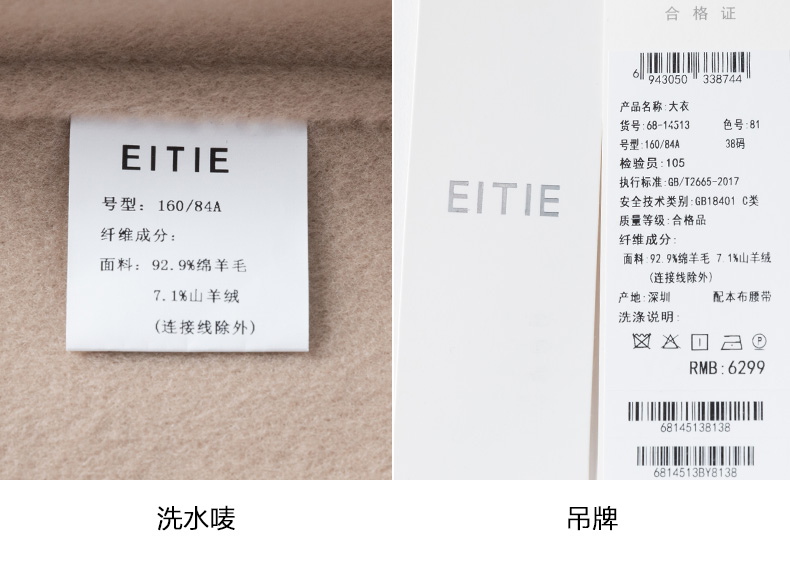 EITIE
号型: 160/84A
纤维成分:
面料: 92.9%绵羊毛
7.1%山羊绒
(连接线除外)
洗水唛
EITIE
合格证
6 943050 338744
产品名称:大衣
货号:68-14513 色号:81
号型:160/84A 38码
检验员:105
执行标准:GB/T2665-2017
安全技术类别:GB18401 C类
质量等级:合格品
纤维成分:
面料:92.9%绵羊毛 7.1%山羊绒
(连接线除外)
产地:深圳 配本布腰带
洗涤说明:
P
RMB:6299
68145138138
6814513BY8138
吊牌